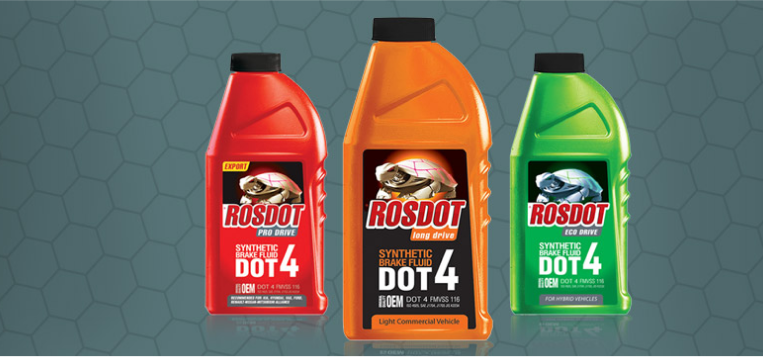 EXPORT
ROSDOT
PRO DRIVE
SYNTHETIC
BRAKE FLUID
DOT 4
OEM DOT 4 FMVSS 116
ROSDOT
long drive
SYNTHETIC
BRAKE FLUID
DOT 4
OEM DOT 4 FMVSS 116
Light Commercial Vehicle
ROSDOT
ECO DRIVE
SYNTHETIC
BRAKE FLUID
DOT 4
OEM DOT 4 FMVSS 116
FOR HYBRID VEHICLES